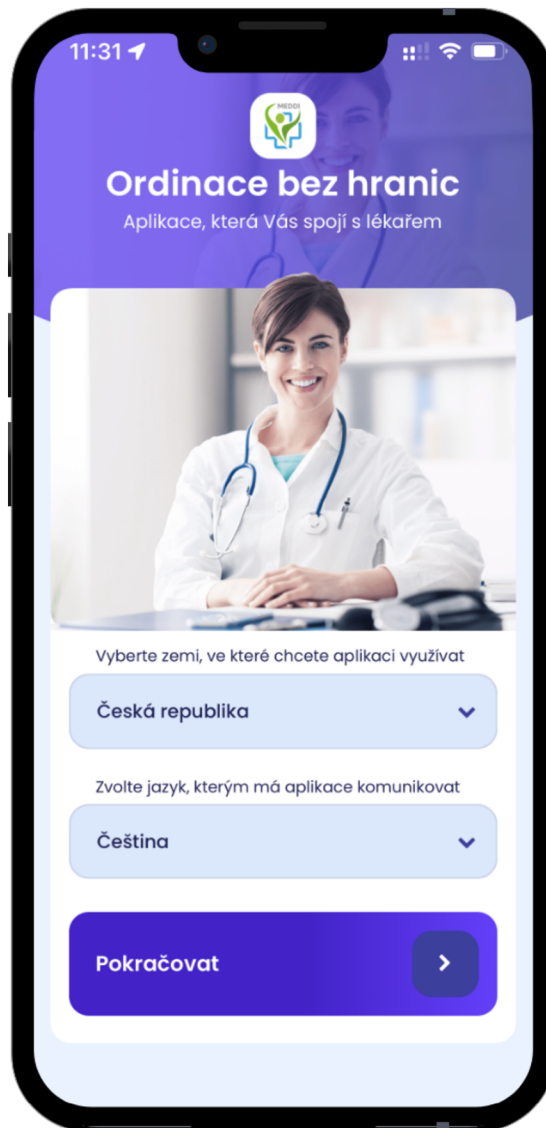 11:31
MEDDI
Ordinace bez hranic
Aplikace, která Vás spojí s lékařem
Vyberte zemi, ve které chcete aplikaci využívat
Česká republika
Zvolte jazyk, kterým má aplikace komunikovat
Čeština
Pokračovat